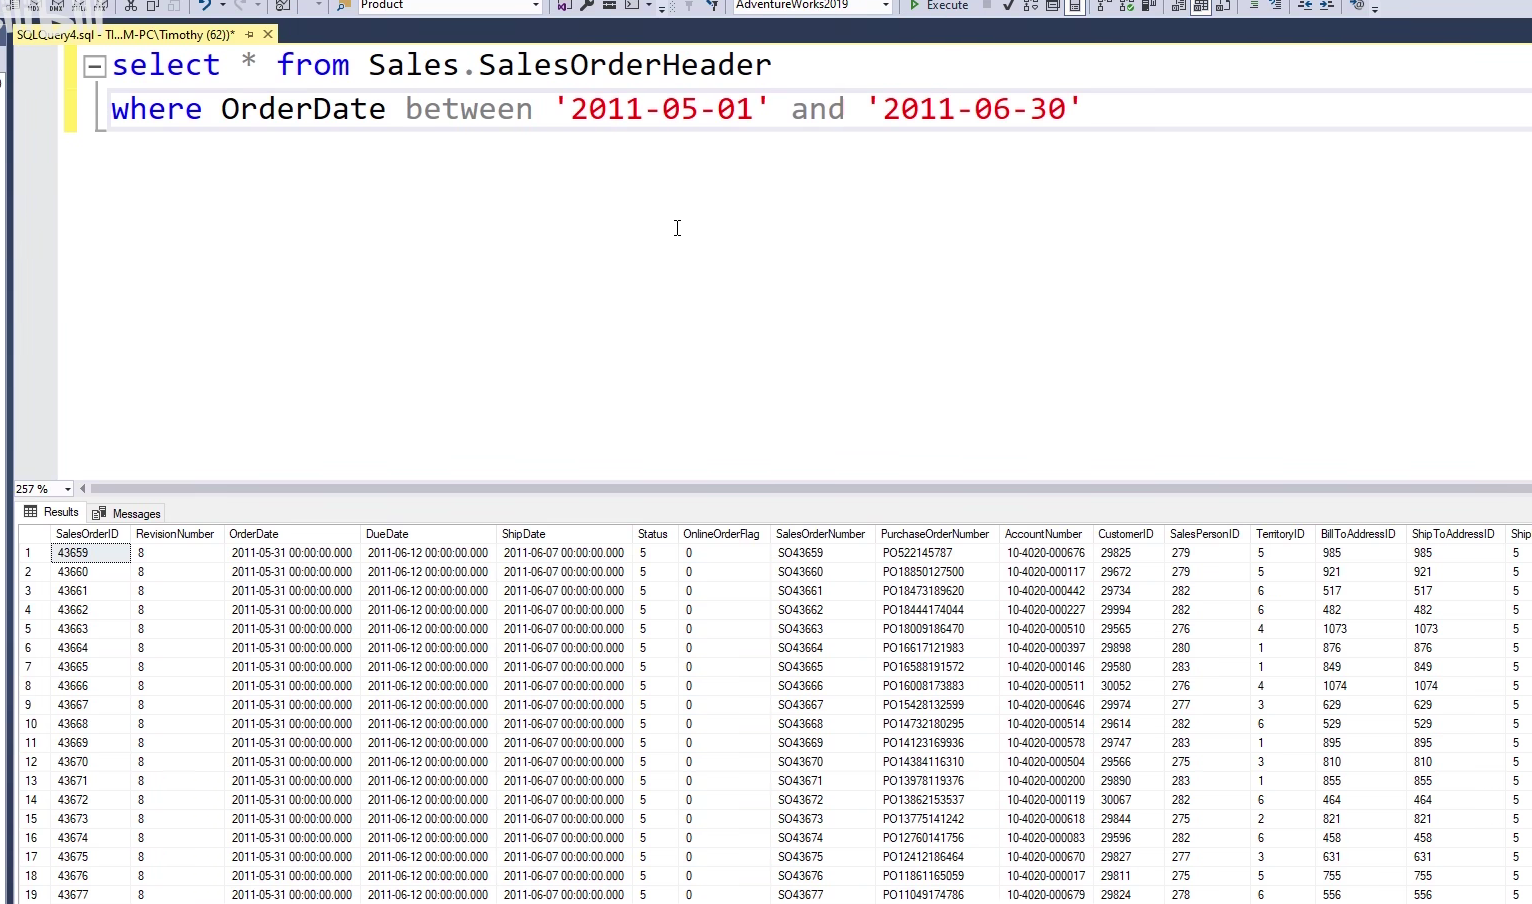 Product AdventureWorks2019 Execute
SQLQuery4.sql - TI...M-PC\Timothy (62))*
select * from Sales.SalesOrderHeader
where OrderDate between '2011-05-01' and '2011-06-30'
257 %
Results Messages
SalesOrderID RevisionNumber OrderDate DueDate ShipDate Status OnlineOrderFlag SalesOrderNumber PurchaseOrderNumber AccountNumber CustomerID SalesPersonID TerritoryID BillToAddressID ShipToAddressID Ship
1 43659 8 2011-05-31 00:00:00.000 2011-06-12 00:00:00.000 2011-06-07 00:00:00.000 5 0 SO43659 PO522145787 10-4020-000676 29825 279 5 985 985 5
2 43660 8 2011-05-31 00:00:00.000 2011-06-12 00:00:00.000 2011-06-07 00:00:00.000 5 0 SO43660 PO18850127500 10-4020-000117 29672 279 5 921 921 5
3 43661 8 2011-05-31 00:00:00.000 2011-06-12 00:00:00.000 2011-06-07 00:00:00.000 5 0 SO43661 PO18473189620 10-4020-000442 29734 282 6 517 517 5
4 43662 8 2011-05-31 00:00:00.000 2011-06-12 00:00:00.000 2011-06-07 00:00:00.000 5 0 SO43662 PO18444174044 10-4020-000227 29994 282 6 482 482 5
5 43663 8 2011-05-31 00:00:00.000 2011-06-12 00:00:00.000 2011-06-07 00:00:00.000 5 0 SO43663 PO18009186470 10-4020-000510 29565 276 4 1073 1073 5
6 43664 8 2011-05-31 00:00:00.000 2011-06-12 00:00:00.000 2011-06-07 00:00:00.000 5 0 SO43664 PO16617121983 10-4020-000397 29898 280 1 876 876 5
7 43665 8 2011-05-31 00:00:00.000 2011-06-12 00:00:00.000 2011-06-07 00:00:00.000 5 0 SO43665 PO16588191572 10-4020-000146 29580 283 1 849 849 5
8 43666 8 2011-05-31 00:00:00.000 2011-06-12 00:00:00.000 2011-06-07 00:00:00.000 5 0 SO43666 PO16008173883 10-4020-000511 30052 276 4 1074 1074 5
9 43667 8 2011-05-31 00:00:00.000 2011-06-12 00:00:00.000 2011-06-07 00:00:00.000 5 0 SO43667 PO15428132599 10-4020-000646 29974 277 3 629 629 5
10 43668 8 2011-05-31 00:00:00.000 2011-06-12 00:00:00.000 2011-06-07 00:00:00.000 5 0 SO43668 PO14732180295 10-4020-000514 29614 282 6 529 529 5
11 43669 8 2011-05-31 00:00:00.000 2011-06-12 00:00:00.000 2011-06-07 00:00:00.000 5 0 SO43669 PO14123169936 10-4020-000578 29747 283 1 895 895 5
12 43670 8 2011-05-31 00:00:00.000 2011-06-12 00:00:00.000 2011-06-07 00:00:00.000 5 0 SO43670 PO14384116310 10-4020-000504 29566 275 3 810 810 5
13 43671 8 2011-05-31 00:00:00.000 2011-06-12 00:00:00.000 2011-06-07 00:00:00.000 5 0 SO43671 PO13978119376 10-4020-000200 29890 283 1 855 855 5
14 43672 8 2011-05-31 00:00:00.000 2011-06-12 00:00:00.000 2011-06-07 00:00:00.000 5 0 SO43672 PO13862153537 10-4020-000119 30067 282 6 464 464 5
15 43673 8 2011-05-31 00:00:00.000 2011-06-12 00:00:00.000 2011-06-07 00:00:00.000 5 0 SO43673 PO13775141242 10-4020-000618 29844 275 2 821 821 5
16 43674 8 2011-05-31 00:00:00.000 2011-06-12 00:00:00.000 2011-06-07 00:00:00.000 5 0 SO43674 PO12760141756 10-4020-000083 29596 282 6 458 458 5
17 43675 8 2011-05-31 00:00:00.000 2011-06-12 00:00:00.000 2011-06-07 00:00:00.000 5 0 SO43675 PO12412186464 10-4020-000670 29827 277 3 631 631 5
18 43676 8 2011-05-31 00:00:00.000 2011-06-12 00:00:00.000 2011-06-07 00:00:00.000 5 0 SO43676 PO11861165059 10-4020-000017 29811 275 5 755 755 5
19 43677 8 2011-05-31 00:00:00.000 2011-06-12 00:00:00.000 2011-06-07 00:00:00.000 5 0 SO43677 PO11049174786 10-4020-000679 29824 278 6 556 556 5